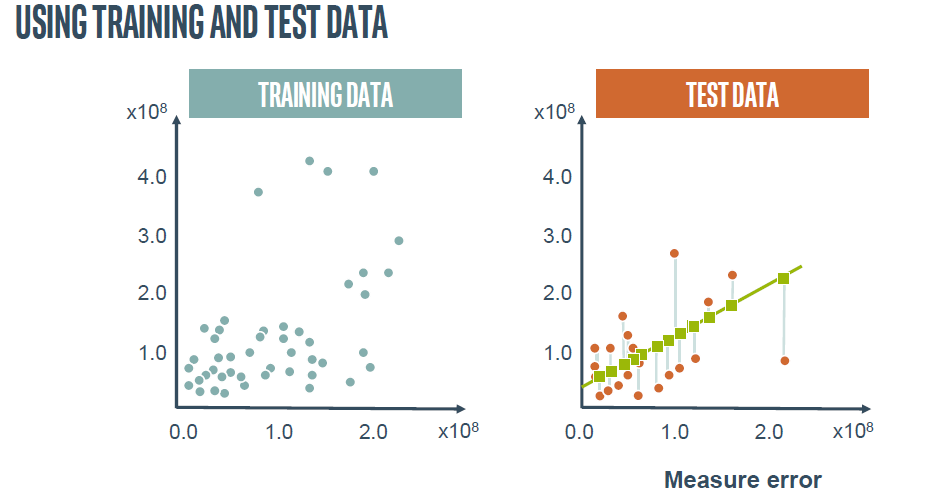 USING TRAINING AND TEST DATA
TRAINING DATA
x10⁸
4.0
3.0
2.0
1.0
0.0 1.0 2.0 x10⁸
TEST DATA
x10⁸
4.0
3.0
2.0
1.0
0.0 1.0 2.0 x10⁸
Measure error